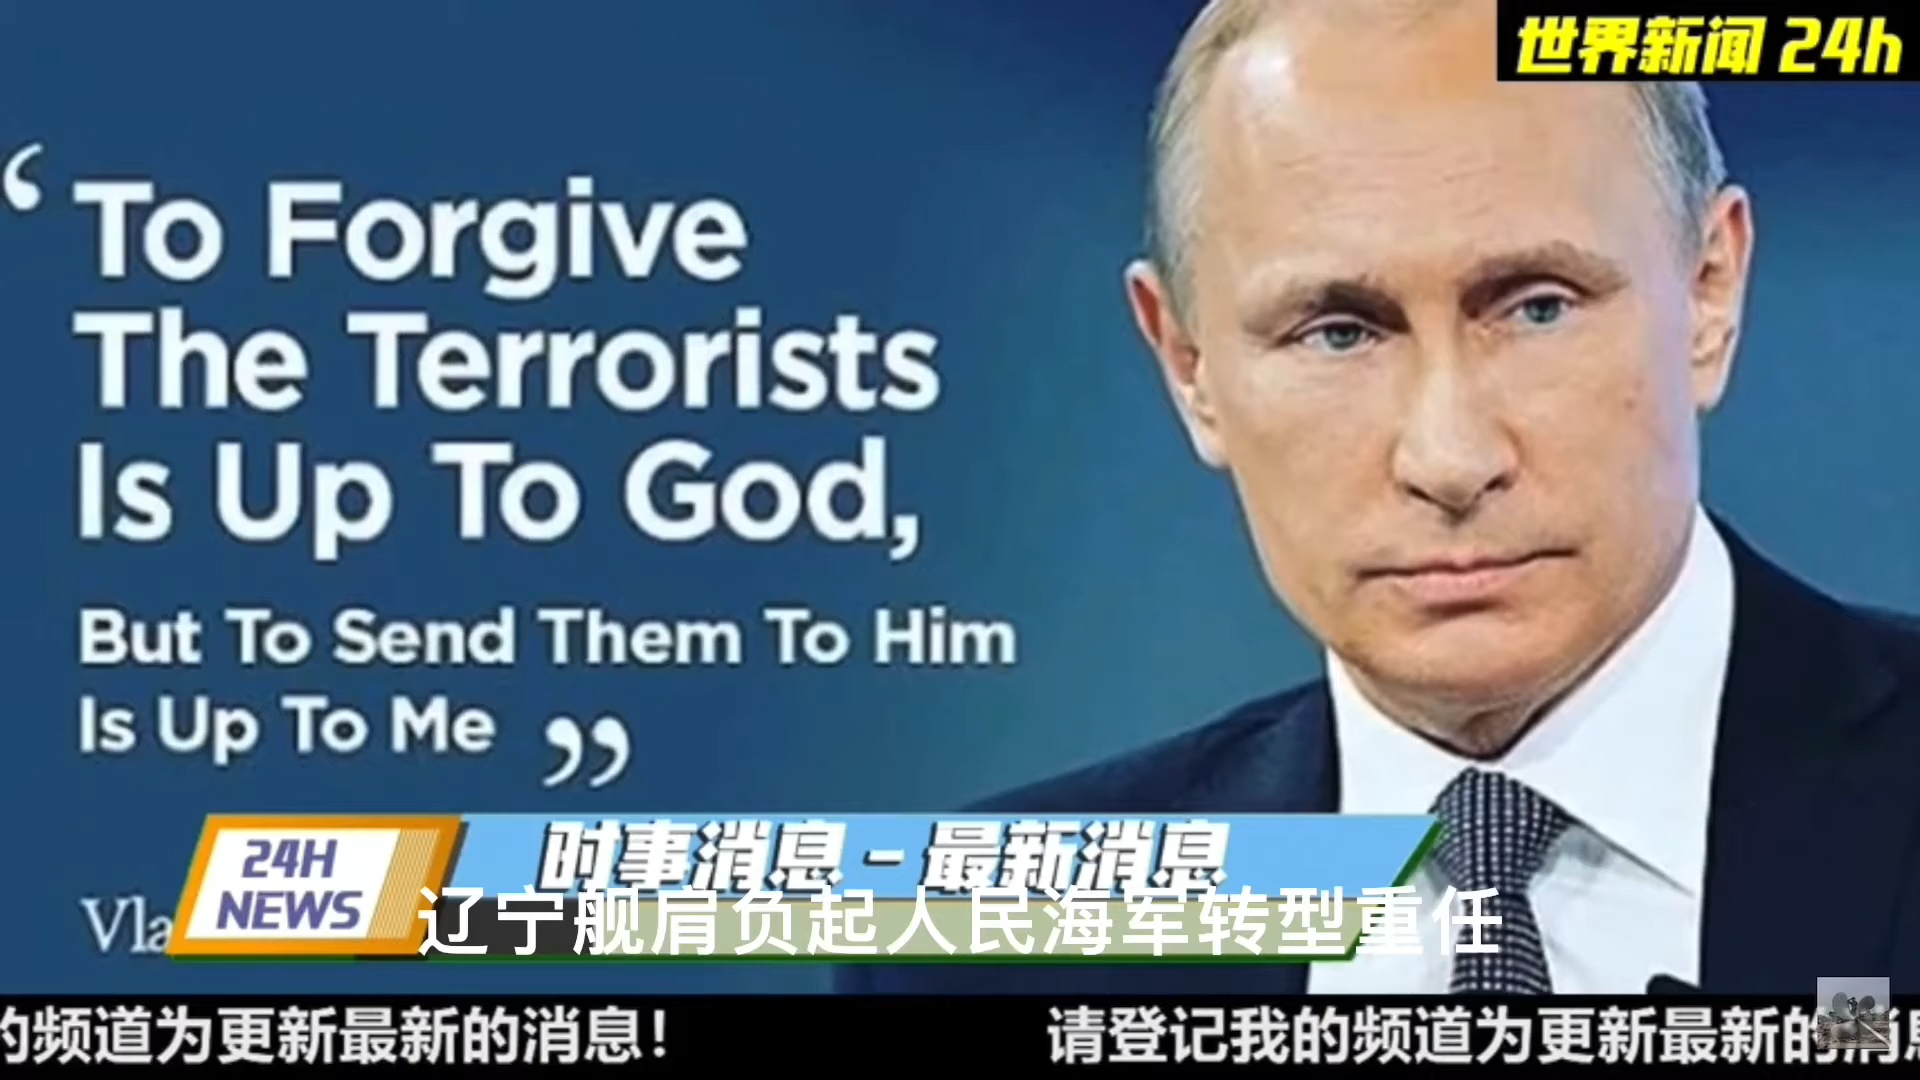 世界新闻 24h
‘To Forgive
The Terrorists
Is Up To God,
But To Send Them To Him
Is Up To Me ”
24H
NEWS
时事消息 - 最新消息
辽宁舰肩负起人民海军转型重任
Vla
的频道为更新最新的消息! 请登记我的频道为更新最新的消息